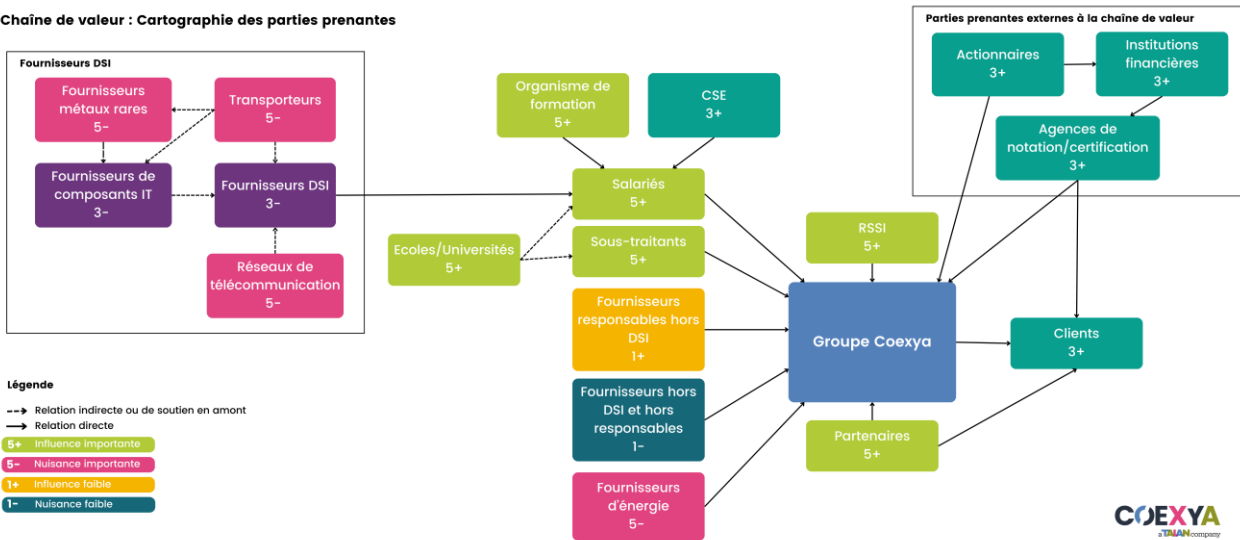 Chaîne de valeur : Cartographie des parties prenantes
Parties prenantes externes à la chaîne de valeur
Fournisseurs DSI
Fournisseurs
métaux rares
5-
Transporteurs
5-
Fournisseurs de
composants IT
3-
Fournisseurs DSI
3-
Réseaux de
télécommunication
5-
Organisme de
formation
5+
CSE
3+
Actionnaires
3+
Institutions
financières
3+
Agences de
notation/certification
3+
Salariés
5+
Ecoles/Universités
5+
Sous-traitants
5+
RSSI
5+
Fournisseurs
responsables hors
DSI
1+
Groupe Coexya
Clients
3+
Fournisseurs hors
DSI et hors
responsables
1-
Partenaires
5+
Fournisseurs
d'énergie
5-
Légende
Relation indirecte ou de soutien en amont
Relation directe
5+ Influence importante
5- Nuisance importante
1+ Influence faible
1- Nuisance faible
COEXYA
a TALAN company